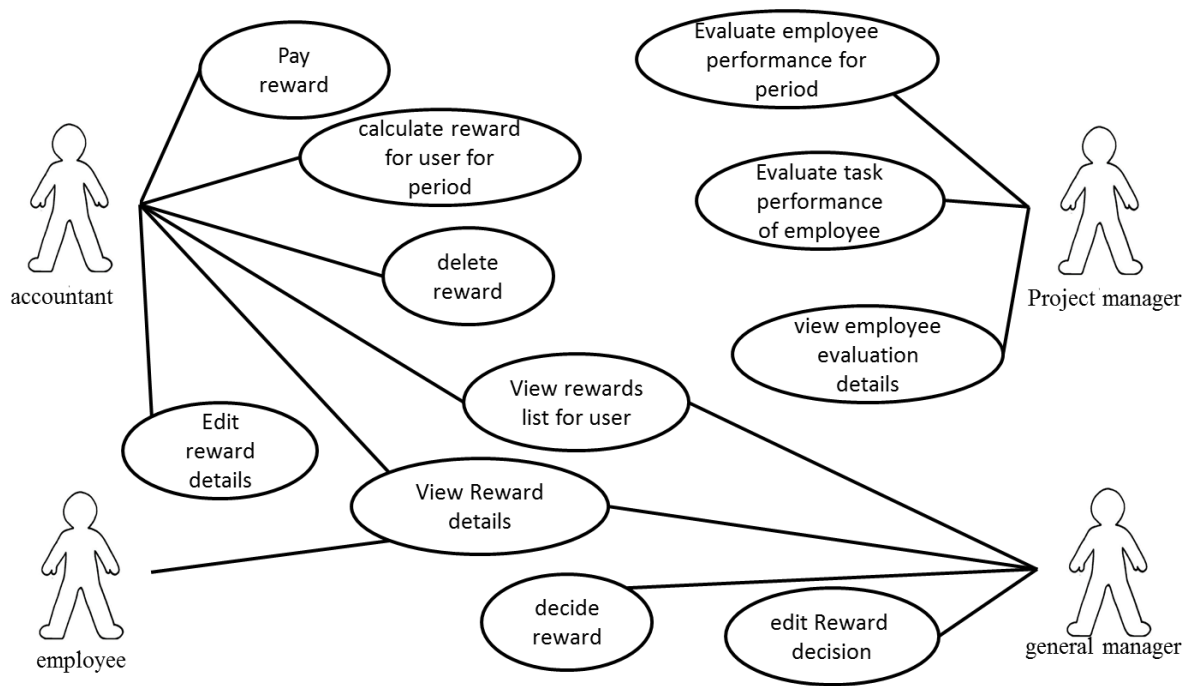 Pay
reward
Evaluate employee
performance for
period
calculate reward
for user for
period
Evaluate task
performance
of employee
delete
reward
accountant
Project manager
view employee
evaluation
details
View rewards
list for user
Edit
reward
details
View Reward
details
decide
reward
edit Reward
decision
employee
general manager